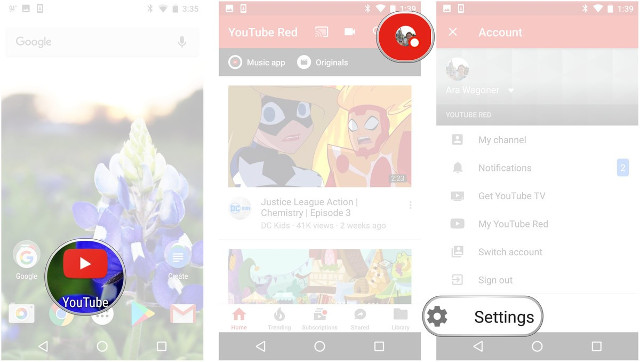 3:35
Google
Google
Create
YouTube
1:39
YouTube Red
Music app
Originals
2:23
Justice League Action |
Chemistry | Episode 3
DC Kids - 41K views - 2 weeks ago
Home
Trending
Subscriptions
Shared
Library
1:39
Account
Ara Wagoner
YOUTUBE RED
My channel
Notifications
2
Get YouTube TV
My YouTube Red
Switch account
Sign out
Settings